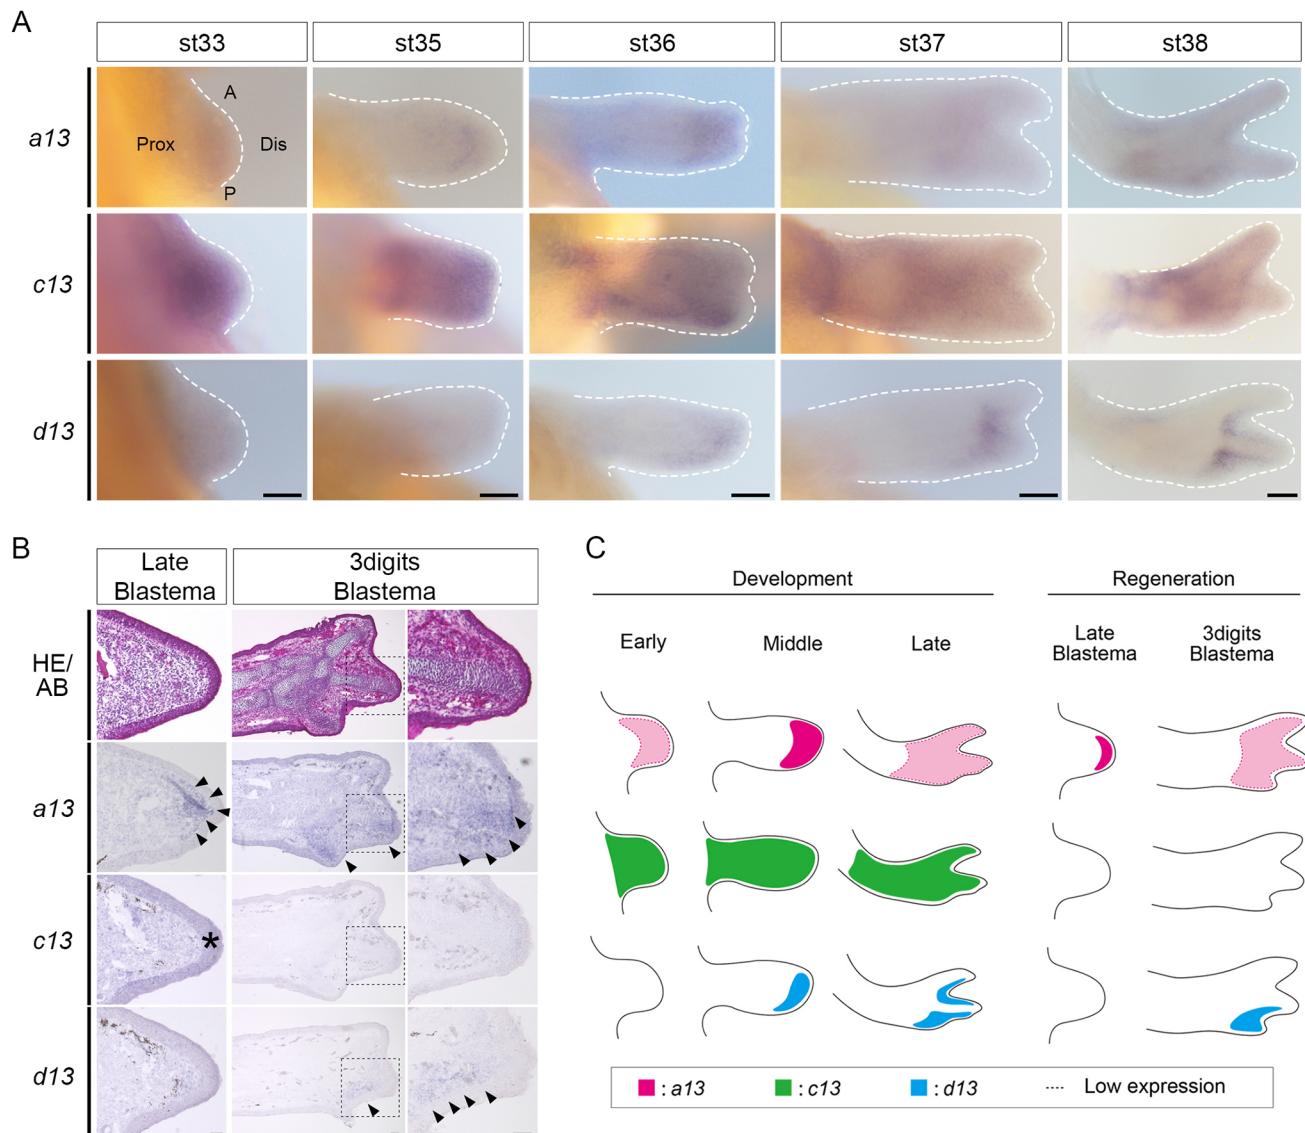 A
st33
st35
st36
st37
st38
a13
A
Prox
Dis
P
c13
d13
B
Late
Blastema
3digits
Blastema
HE/
AB
a13
c13
*
d13
C
Development
Regeneration
Early
Middle
Late
Late
Blastema
3digits
Blastema
: a13
: c13
: d13
Low expression